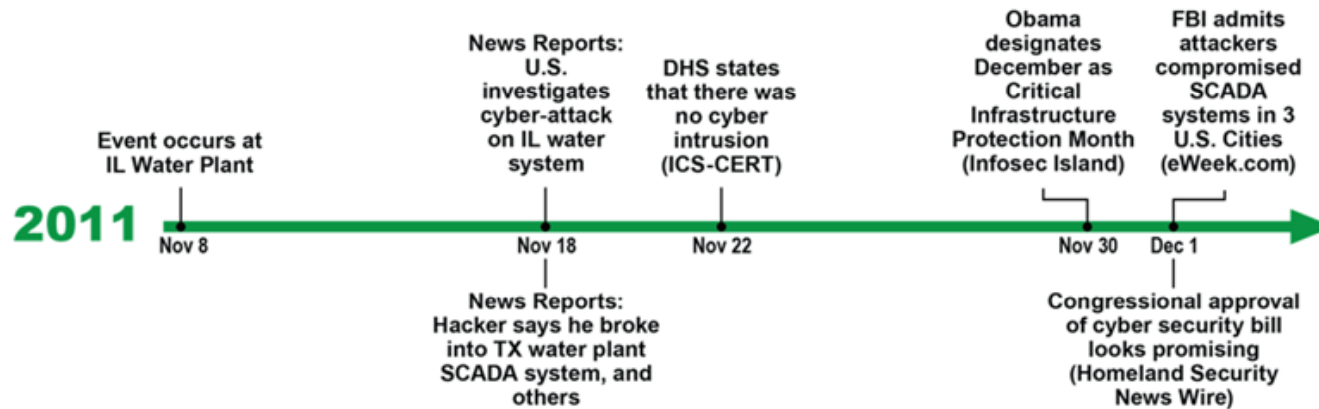 Event occurs at
IL Water Plant
News Reports:
U.S.
investigates
cyber-attack
on IL water
system
DHS states
that there was
no cyber
intrusion
(ICS-CERT)
Obama
designates
December as
Critical
Infrastructure
Protection Month
(Infosec Island)
FBI admits
attackers
compromised
SCADA
systems in 3
U.S. Cities
(eWeek.com)
2011
Nov 8
Nov 18
Nov 22
Nov 30
Dec 1
News Reports:
Hacker says he broke
into TX water plant
SCADA system, and
others
Congressional approval
of cyber security bill
looks promising
(Homeland Security
News Wire)